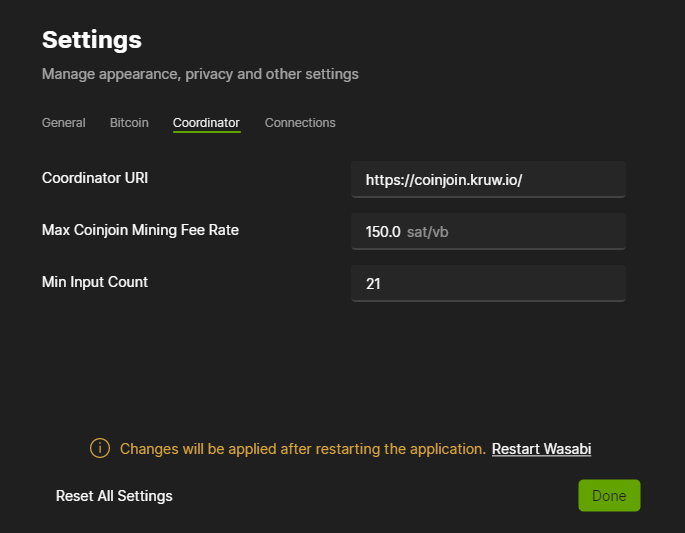 Settings
Manage appearance, privacy and other settings
General Bitcoin Coordinator Connections
Coordinator URI https://coinjoin.kruw.io/
Max Coinjoin Mining Fee Rate 150.0 sat/vb
Min Input Count 21
Changes will be applied after restarting the application. Restart Wasabi
Reset All Settings Done